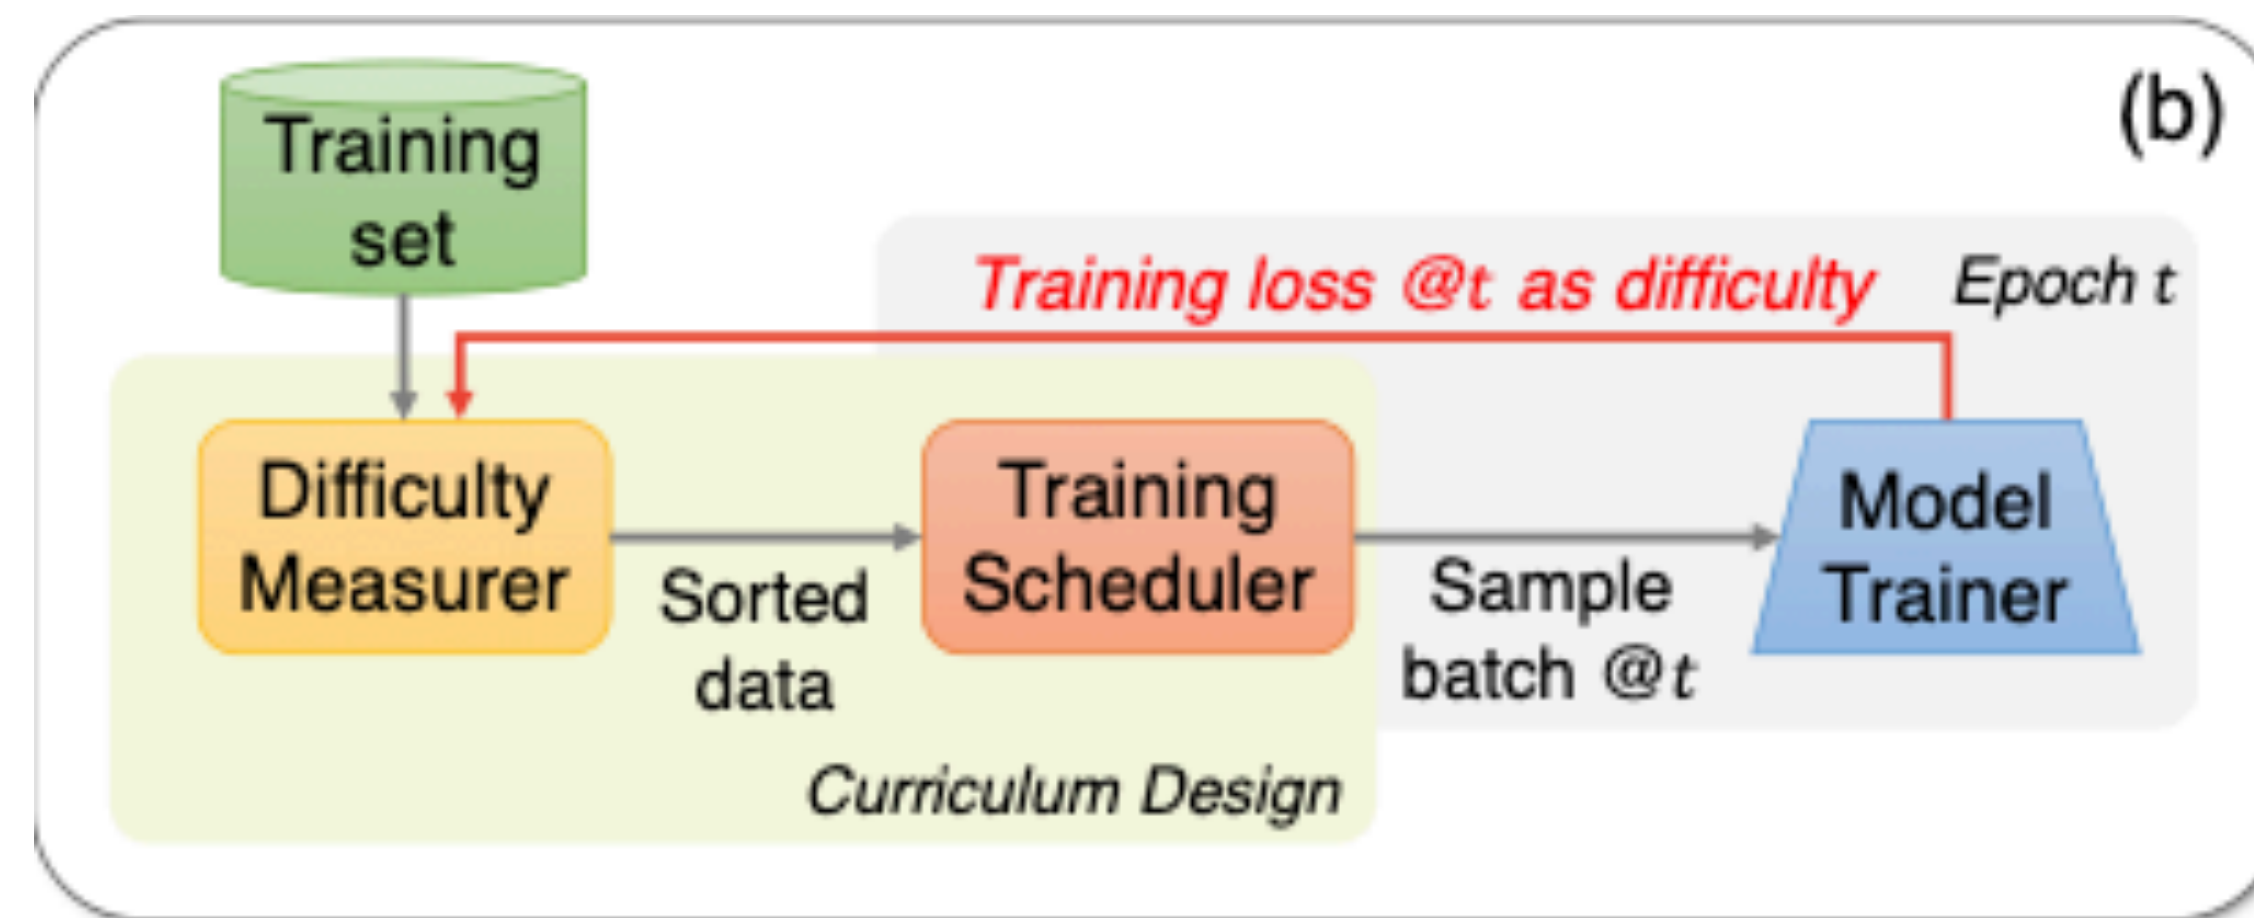 (b)
Training
set
Training loss @t as difficulty
Epoch t
Difficulty
Measurer
Sorted
data
Training
Scheduler
Sample
batch @t
Model
Trainer
Curriculum Design